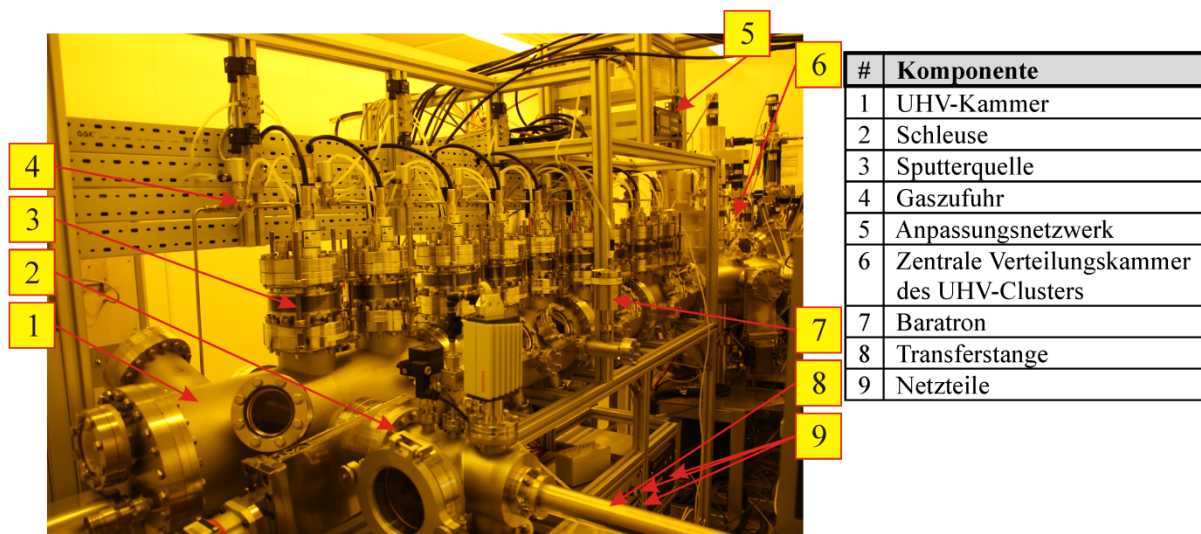 5
6
4
3
2
1
7
8
9
# Komponente
1 UHV-Kammer
2 Schleuse
3 Sputterquelle
4 Gaszufuhr
5 Anpassungsnetzwerk
6 Zentrale Verteilungskammer
des UHV-Clusters
7 Baratron
8 Transferstange
9 Netzteile